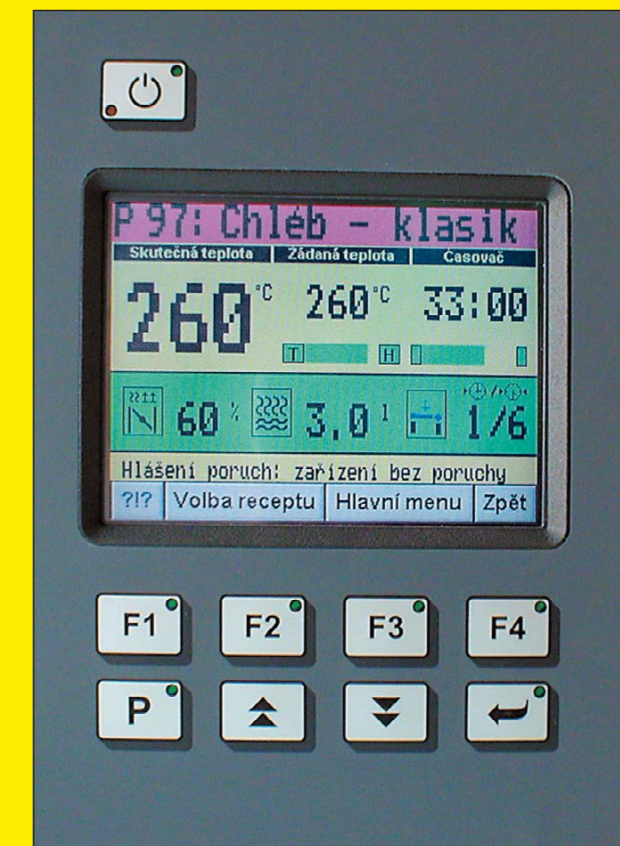 P 97: Chléb - klasik
Skutečná teplota Žádaná teplota Časovač
260 °C 260 °C 33:00
T H
60 % 3,0 l 1/6
Hlášení poruch: zařízení bez poruchy
?!? Volba receptu Hlavní menu Zpět
F1 F2 F3 F4
P